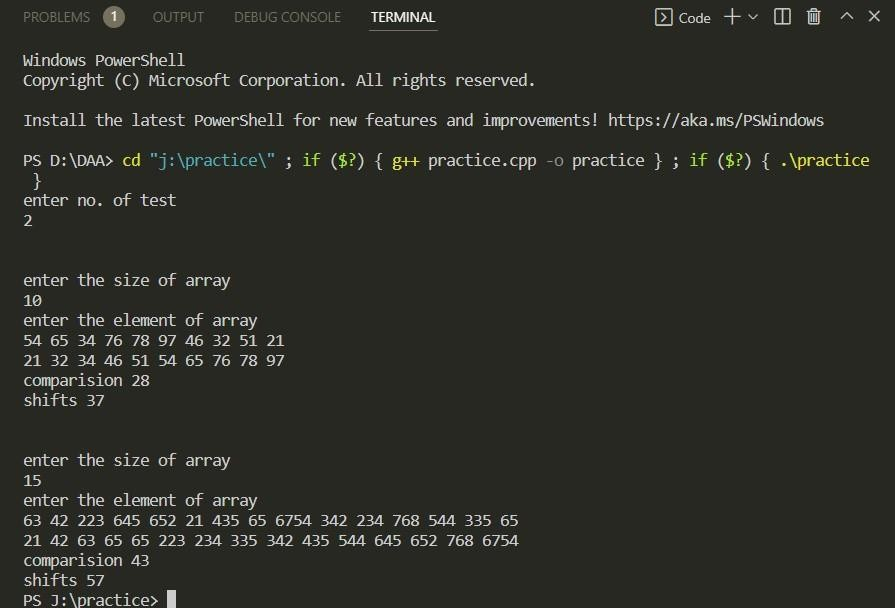 PROBLEMS 1 OUTPUT DEBUG CONSOLE TERMINAL Code
Windows PowerShell
Copyright (C) Microsoft Corporation. All rights reserved.
Install the latest PowerShell for new features and improvements! https://aka.ms/PSWindows
PS D:\DAA> cd "j:\practice\" ; if ($?) { g++ practice.cpp -o practice } ; if ($?) { .\practice
}
enter no. of test
2
enter the size of array
10
enter the element of array
54 65 34 76 78 97 46 32 51 21
21 32 34 46 51 54 65 76 78 97
comparision 28
shifts 37
enter the size of array
15
enter the element of array
63 42 223 645 652 21 435 65 6754 342 234 768 544 335 65
21 42 63 65 65 223 234 335 342 435 544 645 652 768 6754
comparision 43
shifts 57
PS J:\practice>